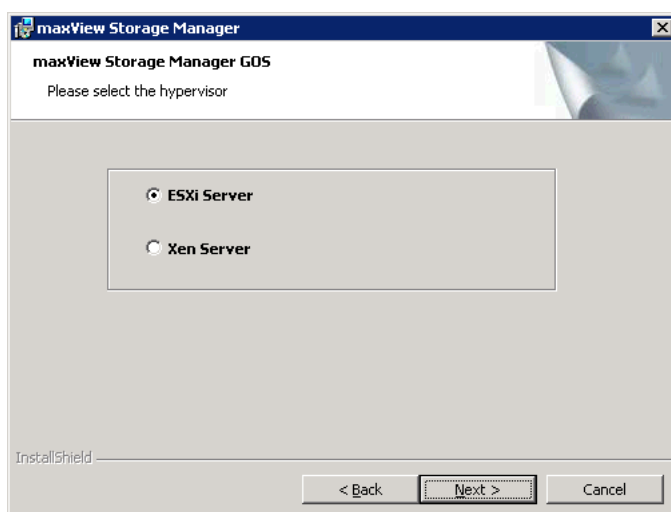 maxView Storage Manager
maxView Storage Manager GOS
Please select the hypervisor
ESXi Server
Xen Server
InstallShield
< Back
Next >
Cancel